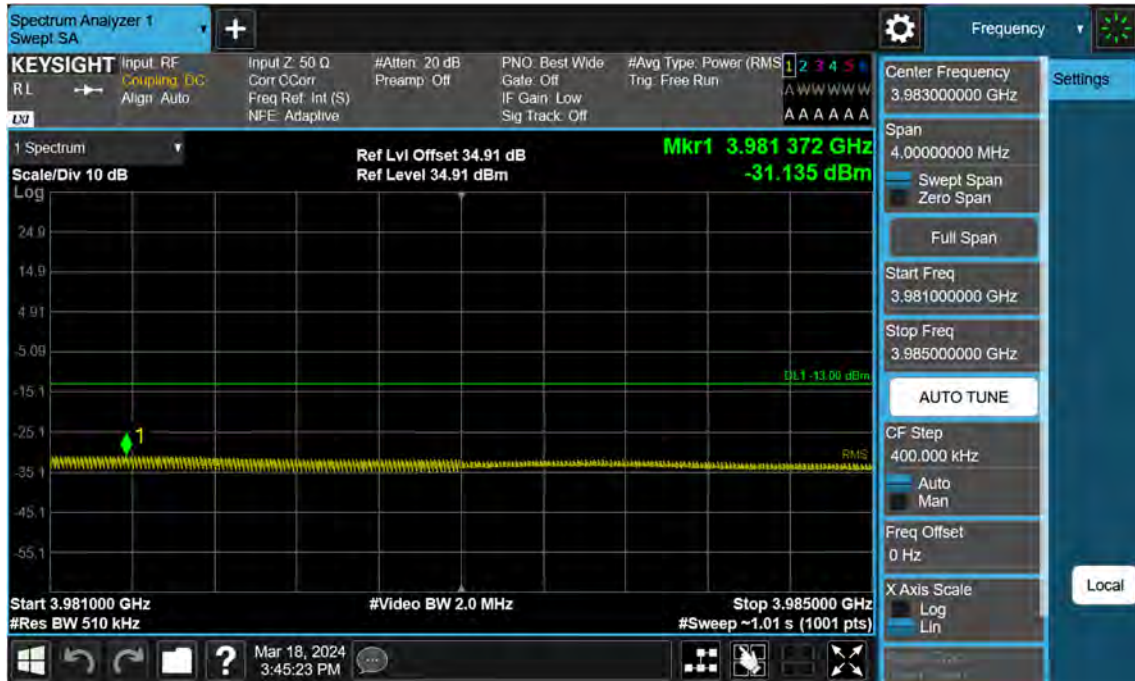 Spectrum Analyzer 1
Swept SA
Frequency
KEYSIGHT
RL
LXI
Input: RF
Coupling: DC
Align: Auto
Input Z: 50 Ω
Corr CCorr
Freq Ref: Int (S)
NFE: Adaptive
#Atten: 20 dB
Preamp: Off
PNO: Best Wide
Gate: Off
IF Gain: Low
Sig Track: Off
#Avg Type: Power (RMS
Trig: Free Run
1 2 3 4 5 6
A W W W W W
A A A A A A
1 Spectrum
Scale/Div 10 dB
Ref Lvl Offset 34.91 dB
Ref Level 34.91 dBm
Mkr1 3.981 372 GHz
-31.135 dBm
Log
24.9
14.9
4.91
-5.09
DL1 -13.00 dBm
-15.1
-25.1
1
RMS
-35.1
-45.1
-55.1
Start 3.981000 GHz
#Res BW 510 kHz
#Video BW 2.0 MHz
Stop 3.985000 GHz
#Sweep ~1.01 s (1001 pts)
Mar 18, 2024
3:45:23 PM
Center Frequency
3.983000000 GHz
Span
4.00000000 MHz
Swept Span
Zero Span
Full Span
Start Freq
3.981000000 GHz
Stop Freq
3.985000000 GHz
AUTO TUNE
CF Step
400.000 kHz
Auto
Man
Freq Offset
0 Hz
X Axis Scale
Log
Lin
Settings
Local